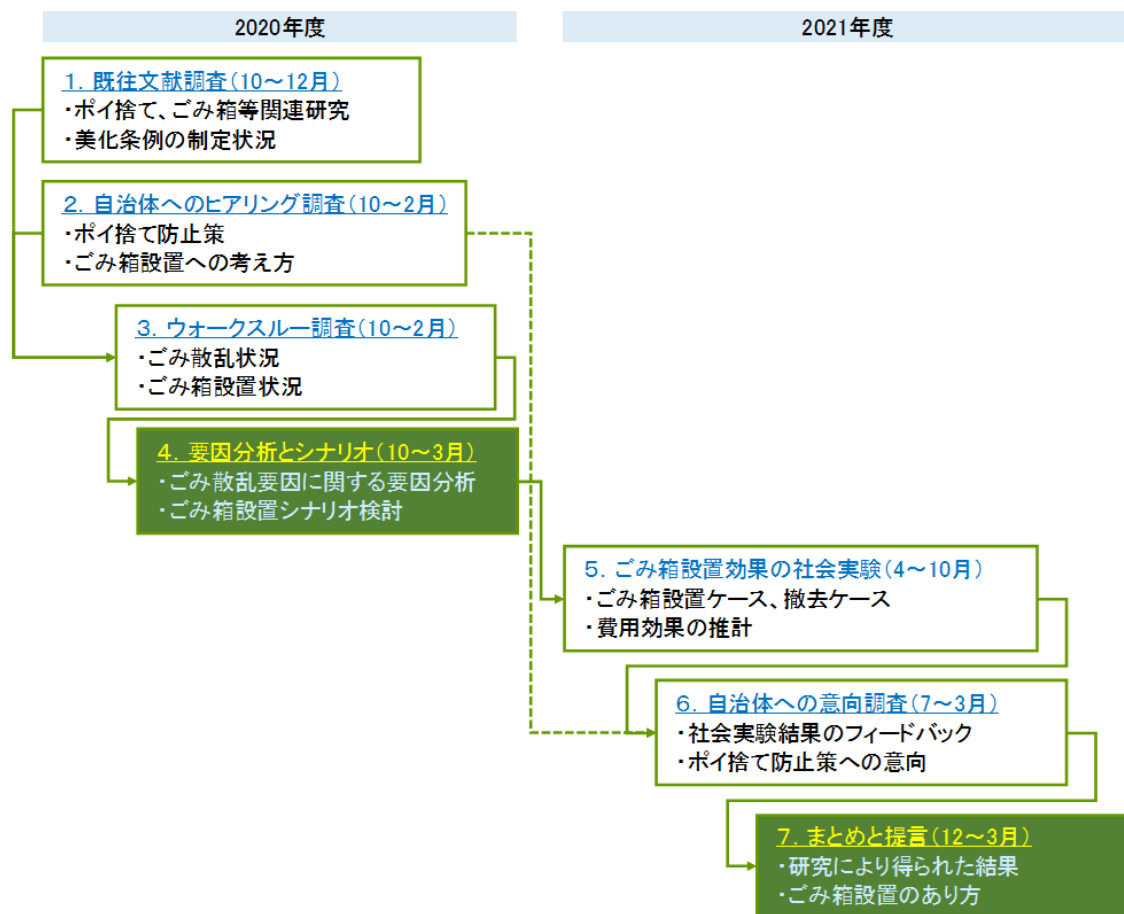 2020年度
2021年度
1. 既往文献調査(10~12月)
・ポイ捨て、ごみ箱等関連研究
・美化条例の制定状況
2. 自治体へのヒアリング調査(10~2月)
・ポイ捨て防止策
・ごみ箱設置への考え方
3. ウォークスルー調査(10~2月)
・ごみ散乱状況
・ごみ箱設置状況
4. 要因分析とシナリオ(10~3月)
・ごみ散乱要因に関する要因分析
・ごみ箱設置シナリオ検討
5. ごみ箱設置効果の社会実験(4~10月)
・ごみ箱設置ケース、撤去ケース
・費用効果の推計
6. 自治体への意向調査(7~3月)
・社会実験結果のフィードバック
・ポイ捨て防止策への意向
7. まとめと提言(12~3月)
・研究により得られた結果
・ごみ箱設置のあり方